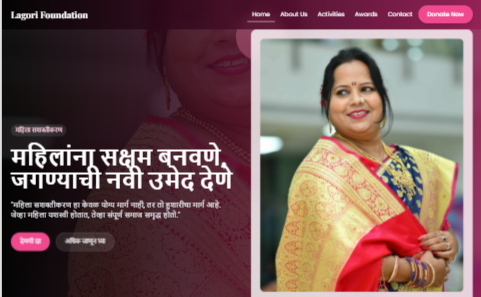 Lagori Foundation
Home About Us Activities Awards Contact Donate Now
महिला सशक्तीकरण
महिलांना सक्षम बनवणे,
जगण्याची नवी उमेद देणे
"महिला सशक्तीकरण हा केवळ योग्य मार्ग नाही, तर तो हुशारीचा मार्ग आहे.
जेव्हा महिला यशस्वी होतात, तेव्हा संपूर्ण समाज समृद्ध होतो."
देणगी द्या
अधिक जाणून घ्या